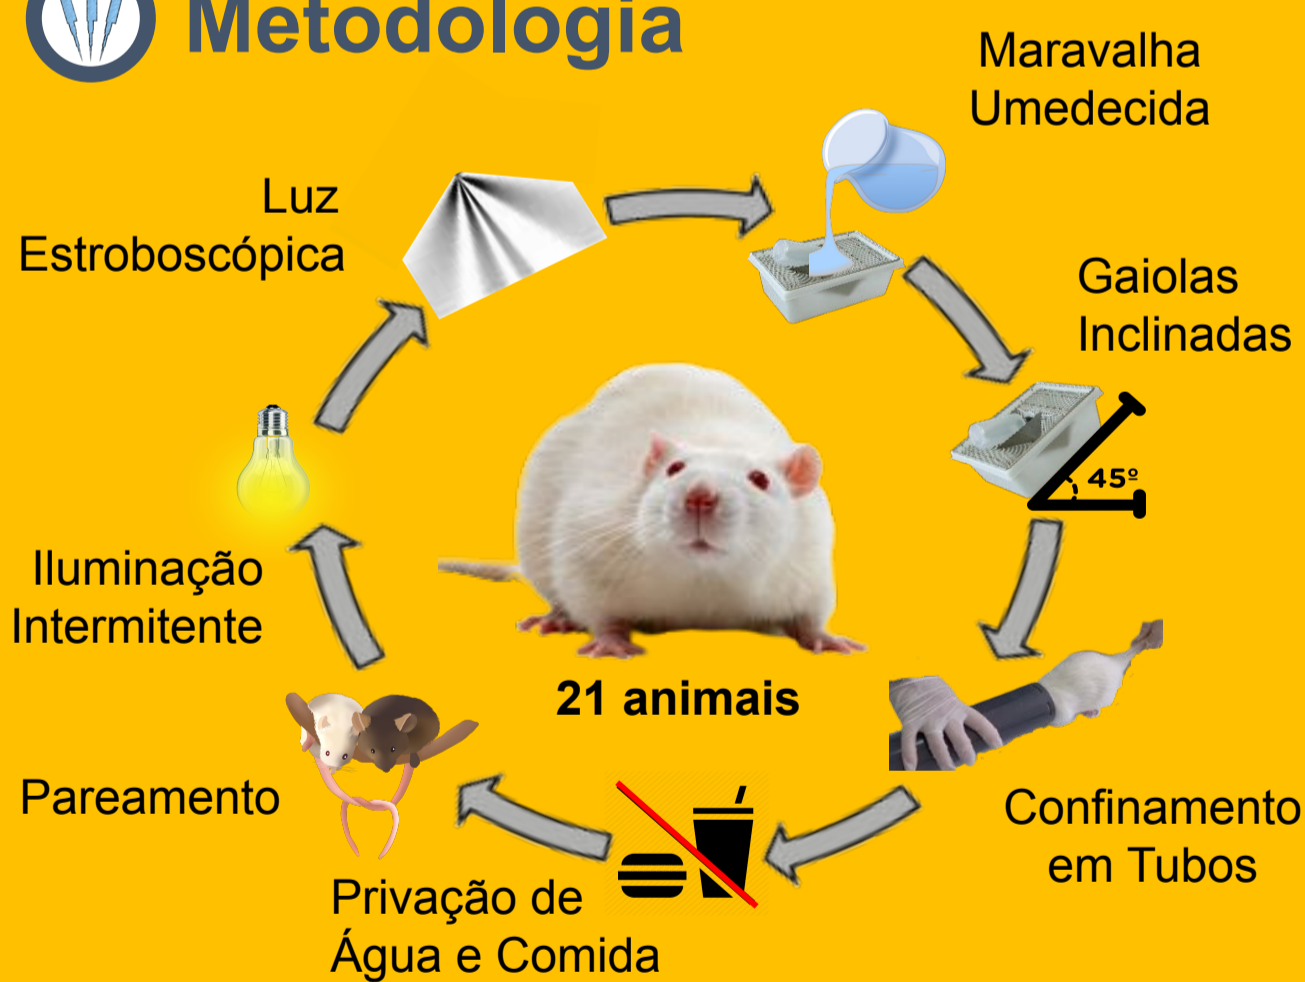 Metodologia
Maravalha
Umedecida
Luz
Estroboscópica
Gaiolas
Inclinadas
45º
Iluminação
Intermitente
21 animais
Pareamento
Confinamento
em Tubos
Privação de
Água e Comida